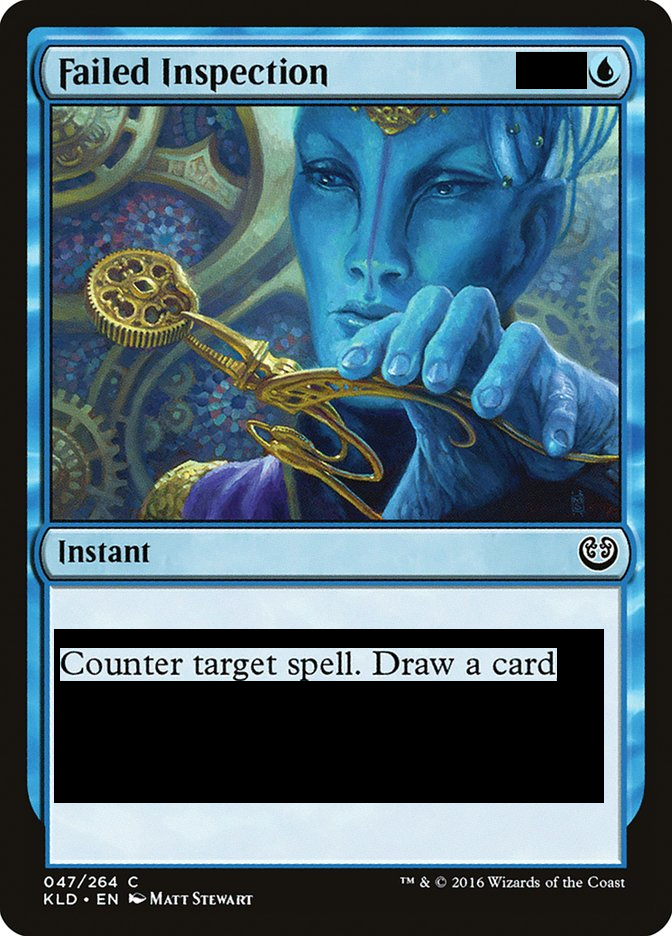 Failed Inspection
Instant
Counter target spell. Draw a card
047/264 C
™ & © 2016 Wizards of the Coast
KLD • EN Matt Stewart